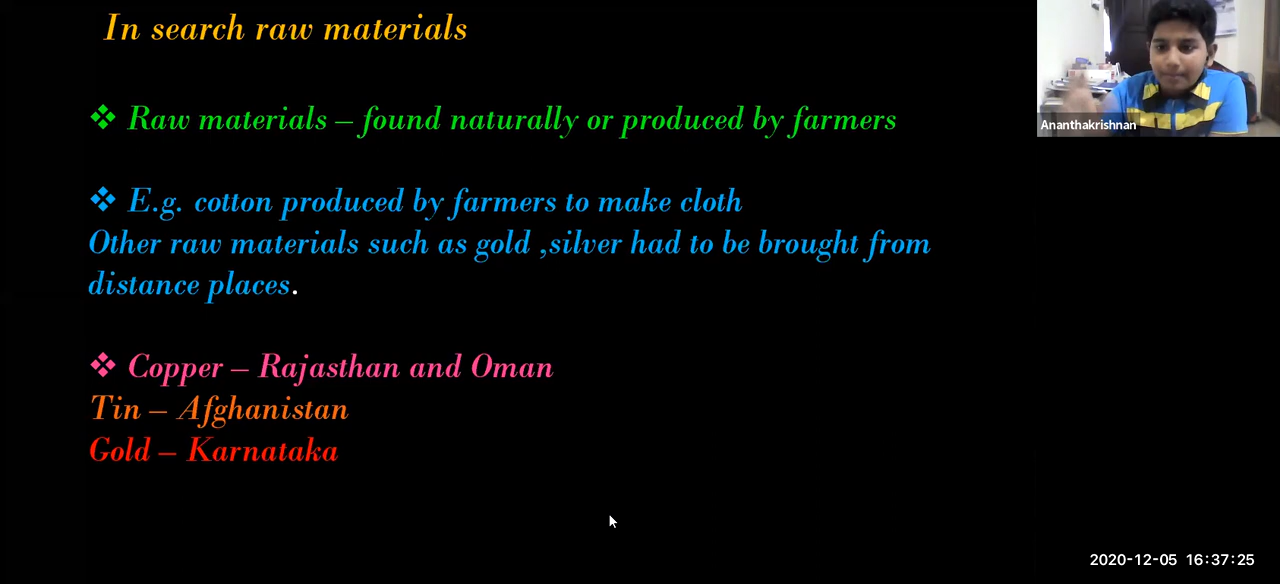 In search raw materials
❖ Raw materials – found naturally or produced by farmers
❖ E.g. cotton produced by farmers to make cloth
Other raw materials such as gold ,silver had to be brought from
distance places.
❖ Copper – Rajasthan and Oman
Tin – Afghanistan
Gold – Karnataka
Ananthakrishnan
2020-12-05 16:37:25